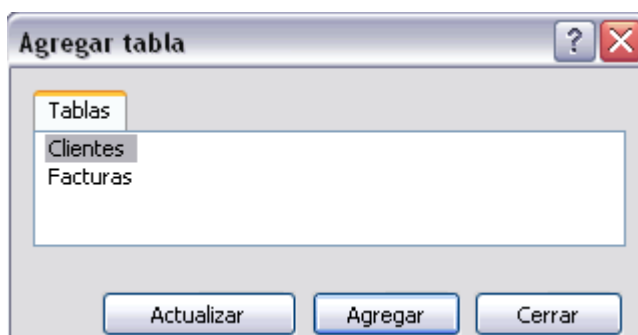 Agregar tabla
Tablas
Clientes
Facturas
Actualizar Agregar Cerrar